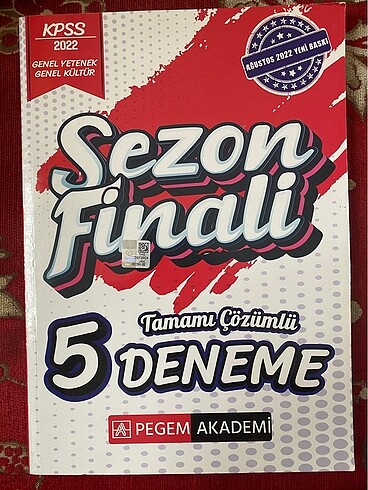 KPSS
2022
GENEL YETENEK
GENEL KÜLTÜR
AĞUSTOS 2022 YENİ BASKI
Sezon
Finali
Tamamı Çözümlü
5 DENEME
PEGEM AKADEMİ